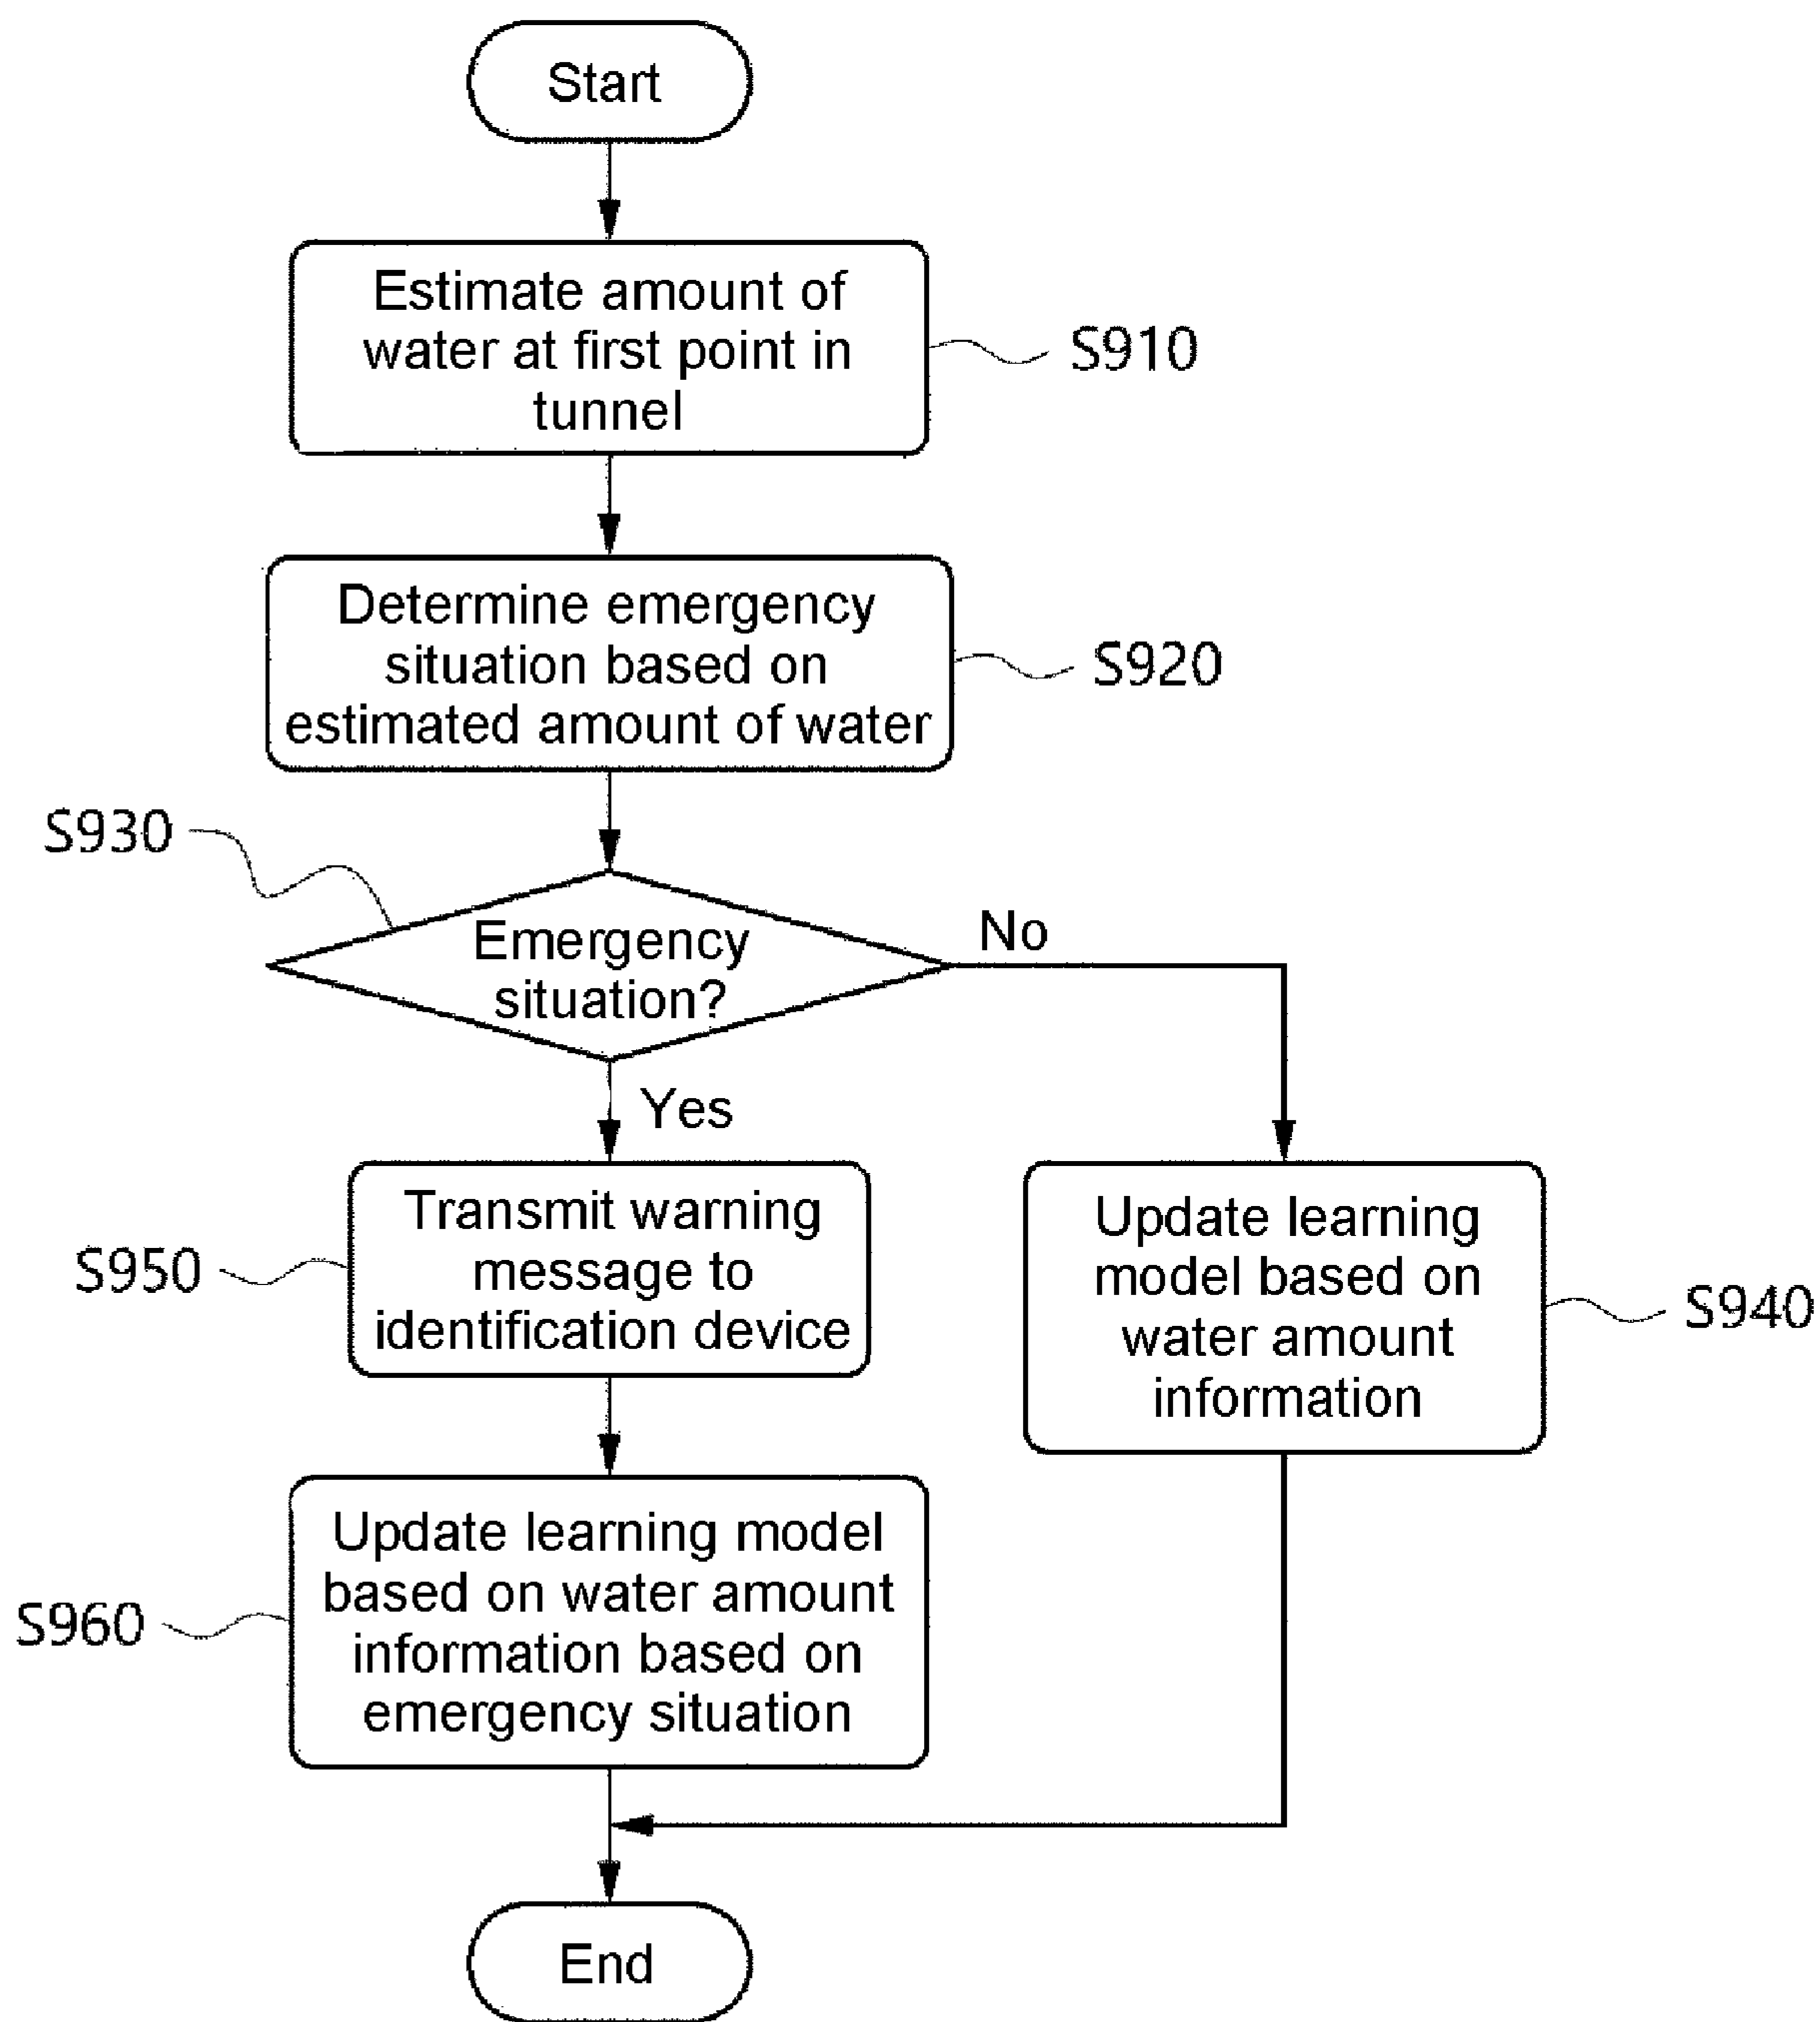 Start
Estimate amount of
water at first point in
tunnel
S910
Determine emergency
situation based on
estimated amount of water
S920
S930
Emergency
situation?
No
Yes
Transmit warning
message to
identification device
S950
Update learning
model based on
water amount
information
S940
Update learning model
based on water amount
information based on
emergency situation
S960
End